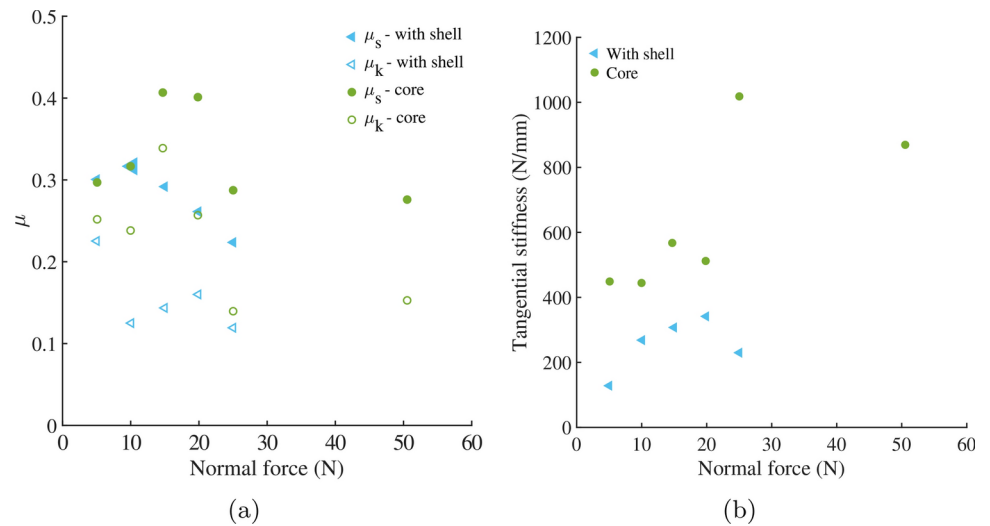 0.5
0.4
0.3
0.2
0.1
0
μ
0 10 20 30 40 50 60
Normal force (N)
μs - with shell
μk - with shell
μs - core
μk - core
(a)
1200
1000
800
600
400
200
0
Tangential stiffness (N/mm)
With shell
Core
0 10 20 30 40 50 60
Normal force (N)
(b)